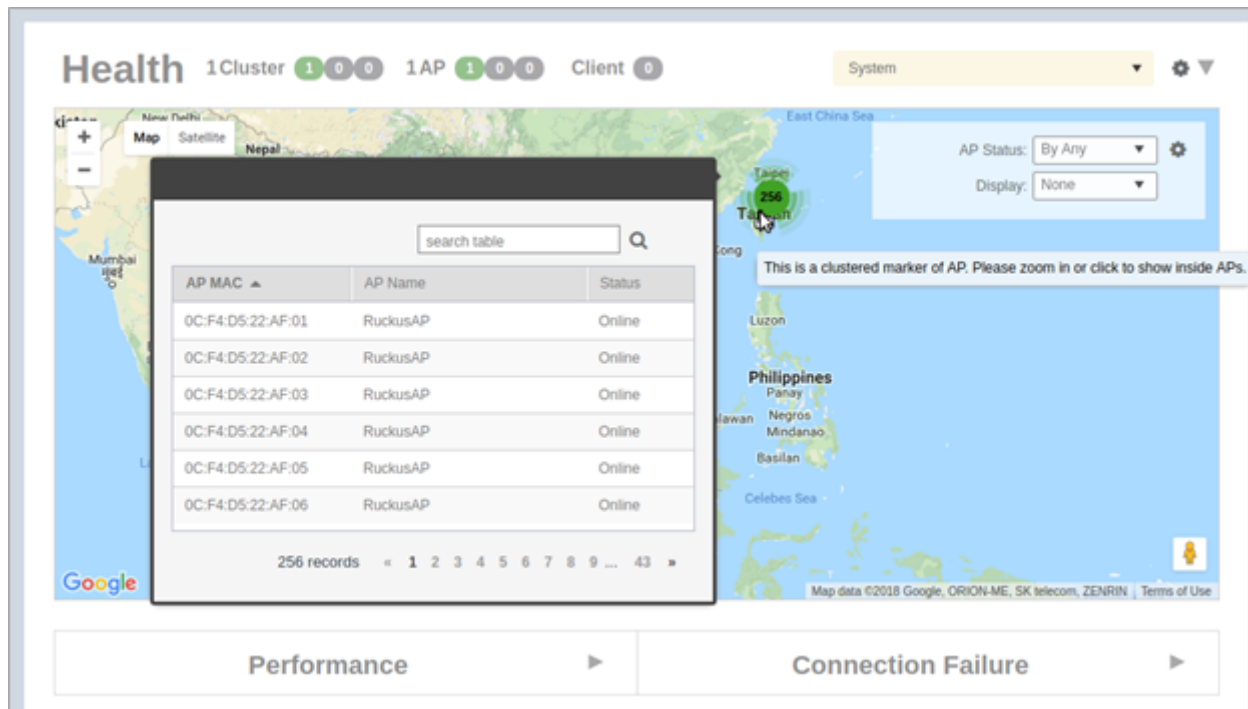 Health 1 Cluster 1 0 0 1 AP 1 0 0 Client 0 System
New Delhi East China Sea
+ Map Satellite AP Status: By Any
Nepal
− Taipei Display: None
256
Mumbai
मुंबई
This is a clustered marker of AP. Please zoom in or click to show inside APs.
search table
AP MAC AP Name Status
0C:F4:D5:22:AF:01 RuckusAP Online
0C:F4:D5:22:AF:02 RuckusAP Online
0C:F4:D5:22:AF:03 RuckusAP Online
0C:F4:D5:22:AF:04 RuckusAP Online
0C:F4:D5:22:AF:05 RuckusAP Online
0C:F4:D5:22:AF:06 RuckusAP Online
256 records « 1 2 3 4 5 6 7 8 9 ... 43 »
Luzon
Philippines
Panay
Negros
Mindanao
Basilan
Celebes Sea
Google Map data ©2018 Google, ORION-ME, SK telecom, ZENRIN Terms of Use
Performance Connection Failure